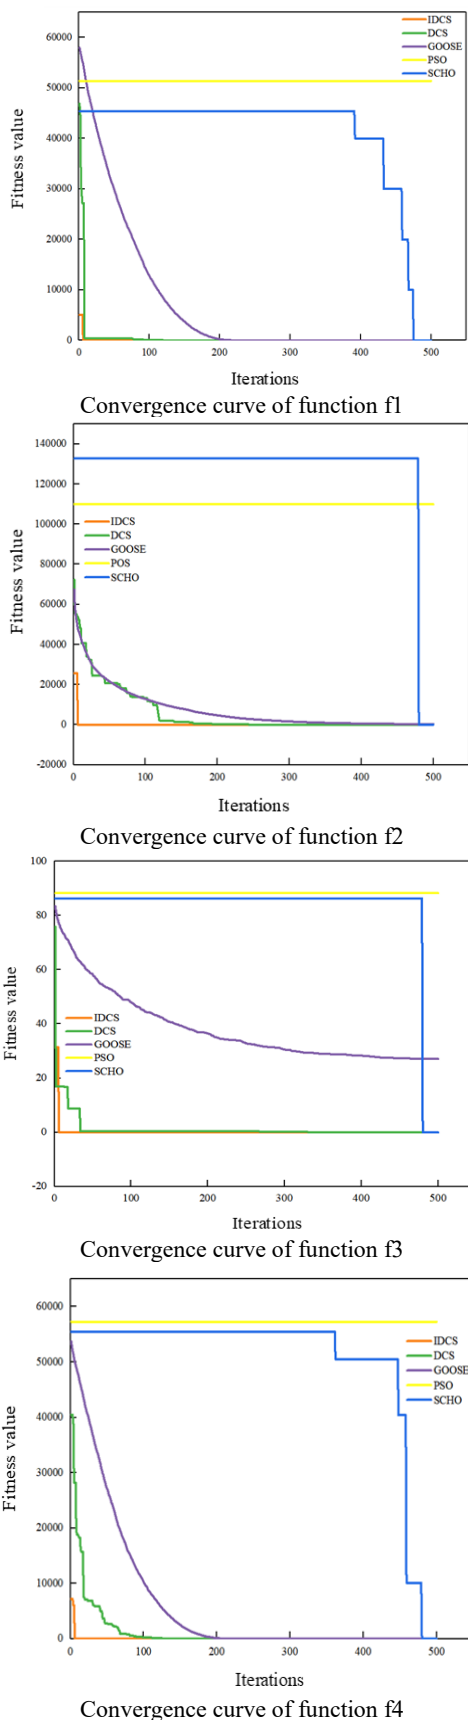 60000
50000
40000
30000
20000
10000
0
Fitness value
IDCS
DCS
GOOSE
PSO
SCHO
0 100 200 300 400 500
Iterations
Convergence curve of function f1
140000
120000
100000
80000
60000
40000
20000
0
-20000
Fitness value
IDCS
DCS
GOOSE
POS
SCHO
0 100 200 300 400 500
Iterations
Convergence curve of function f2
100
80
60
40
20
0
-20
Fitness value
IDCS
DCS
GOOSE
PSO
SCHO
0 100 200 300 400 500
Iterations
Convergence curve of function f3
60000
50000
40000
30000
20000
10000
0
Fitness value
IDCS
DCS
GOOSE
PSO
SCHO
0 100 200 300 400 500
Iterations
Convergence curve of function f4